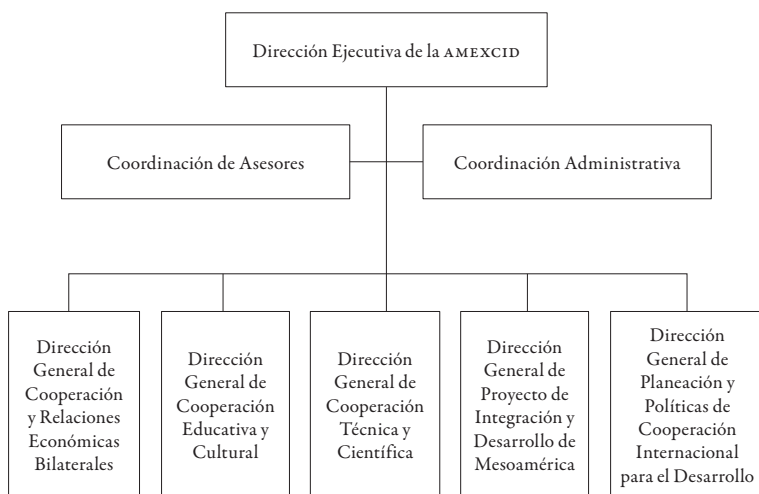 Dirección Ejecutiva de la AMEXCID
Coordinación de Asesores
Coordinación Administrativa
Dirección
General de
Cooperación
y Relaciones
Económicas
Bilaterales
Dirección
General de
Cooperación
Educativa y
Cultural
Dirección
General de
Cooperación
Técnica y
Científica
Dirección
General de
Proyecto de
Integración y
Desarrollo de
Mesoamérica
Dirección
General de
Planeación y
Políticas de
Cooperación
Internacional
para el Desarrollo